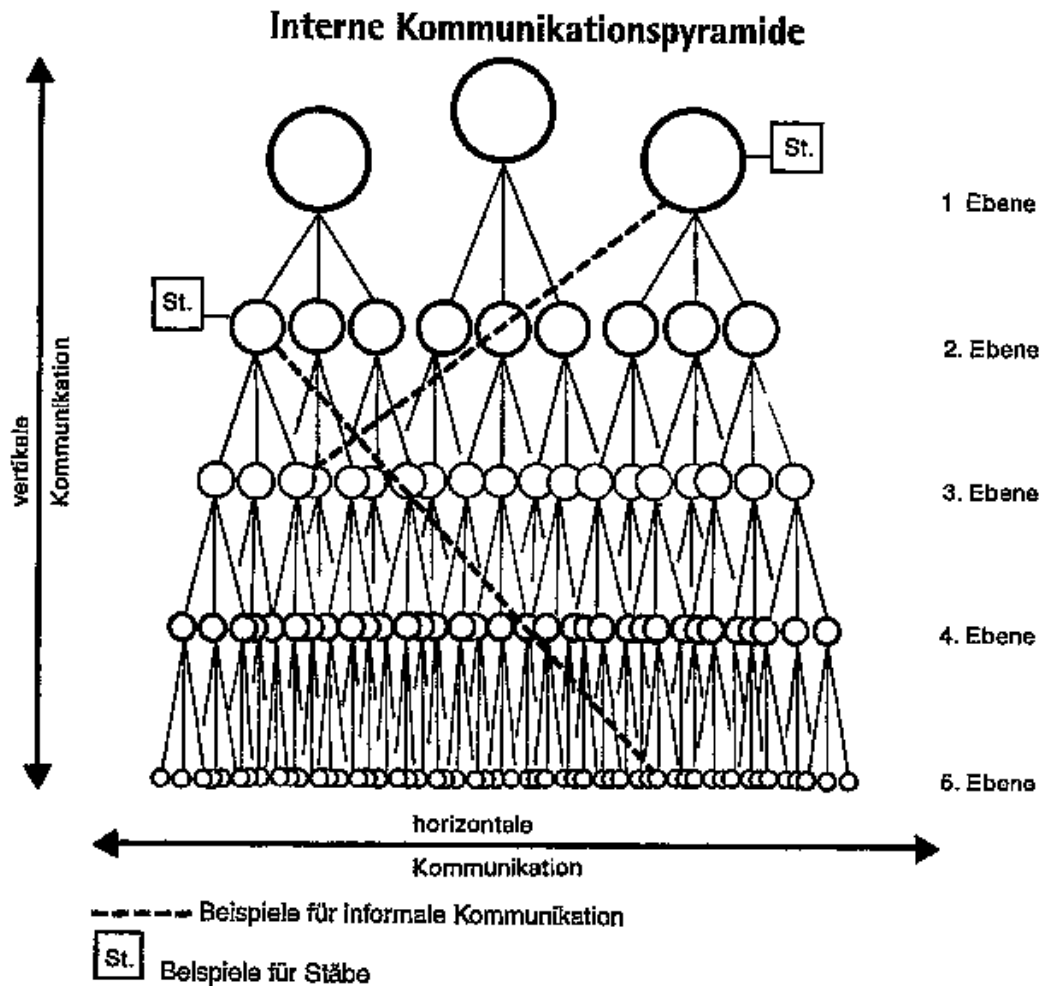 Interne Kommunikationspyramide
St.
1 Ebene
St.
2. Ebene
vertikale
Kommunikation
3. Ebene
4. Ebene
5. Ebene
horizontale
Kommunikation
Beispiele für informale Kommunikation
St.
Beispiele für Stäbe